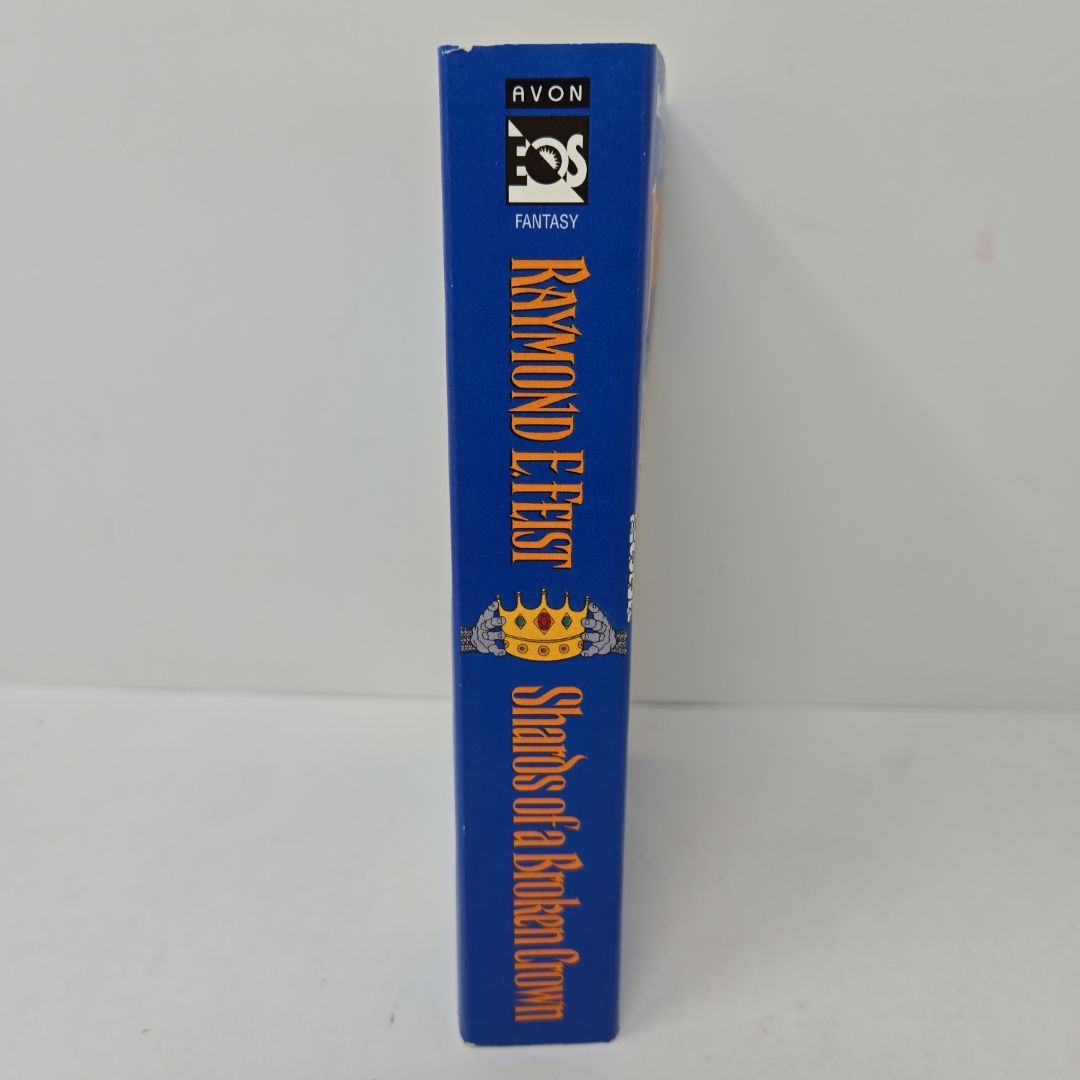 AVON
EOS
FANTASY
RAYMOND E. FEIST
Shards of a Broken Crown